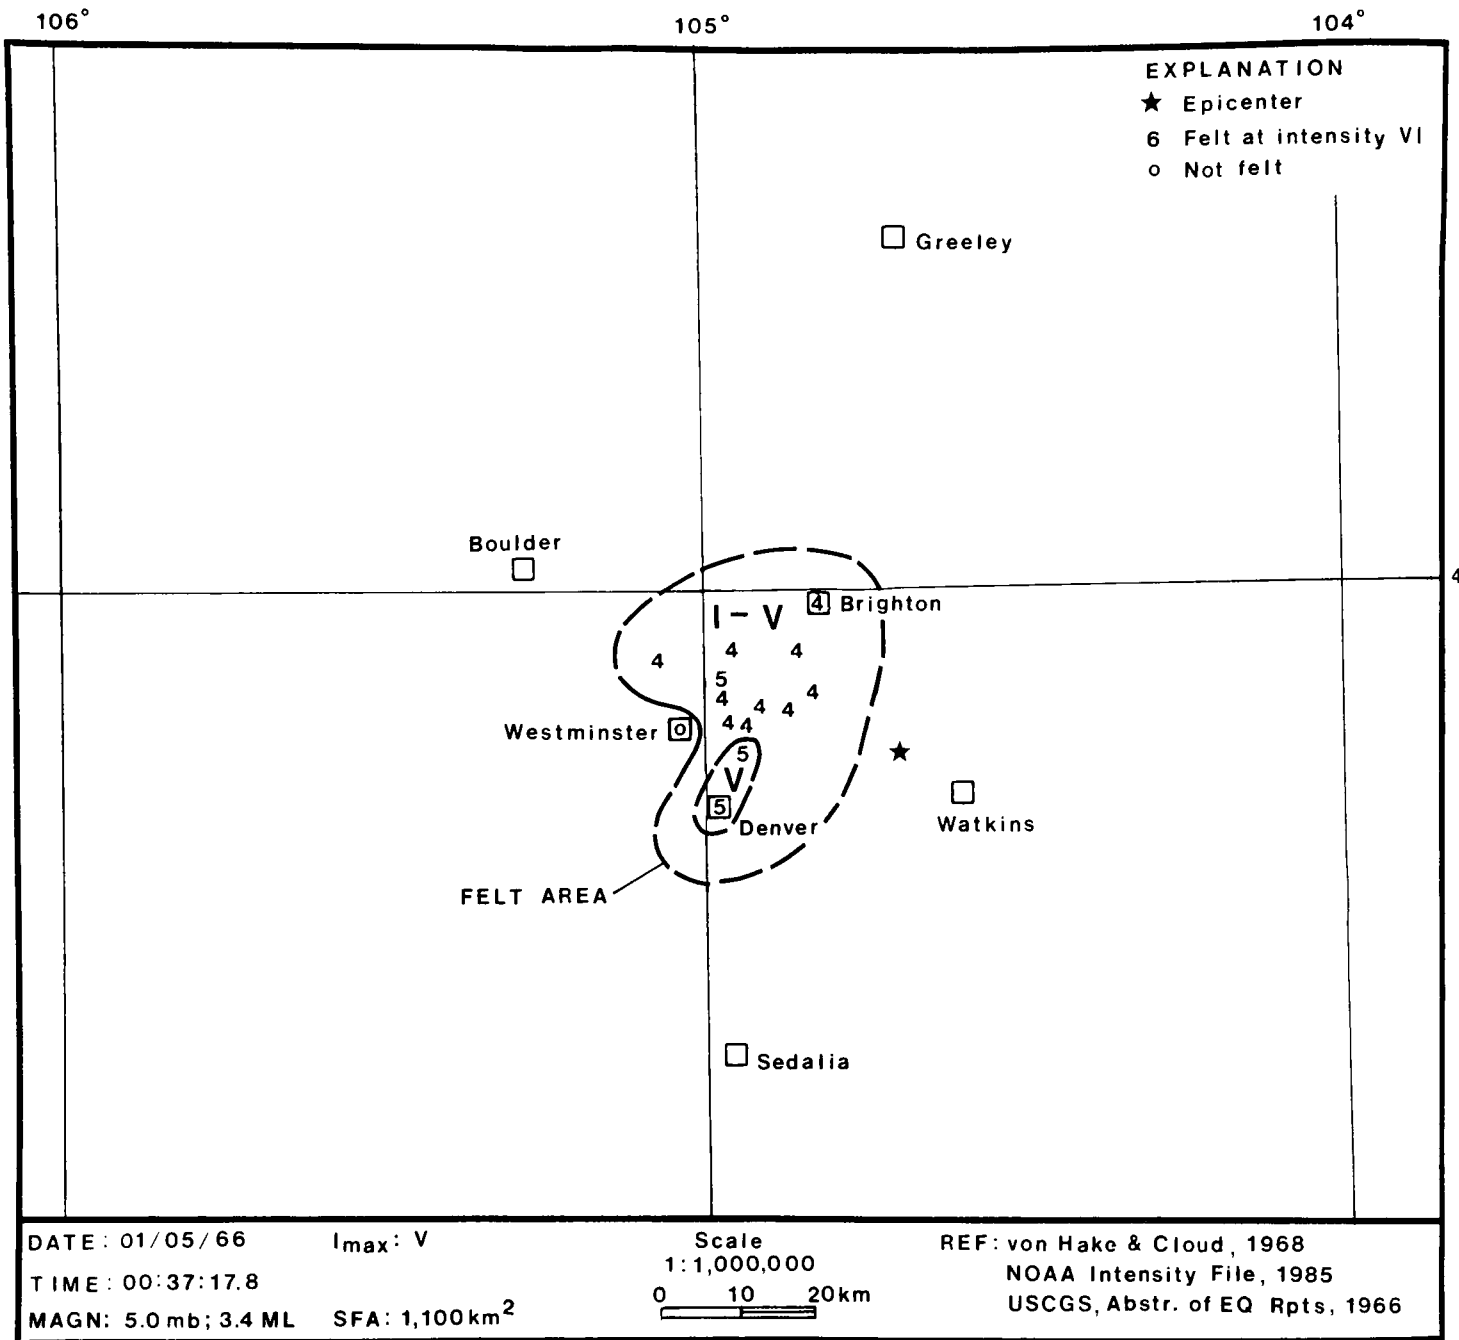 106° 105° 104°
EXPLANATION
★ Epicenter
6 Felt at intensity VI
o Not felt
Greeley
Boulder
4
4 Brighton
I–V
4 4
4
5
4 4
4 4
4 4
Westminster o
5
V
5
Denver
Watkins
FELT AREA
Sedalia
DATE: 01/05/66 Imax: V Scale REF: von Hake & Cloud, 1968
1:1,000,000
TIME: 00:37:17.8 NOAA Intensity File, 1985
0 10 20km
MAGN: 5.0 mb; 3.4 ML SFA: 1,100 km² USCGS, Abstr. of EQ Rpts, 1966